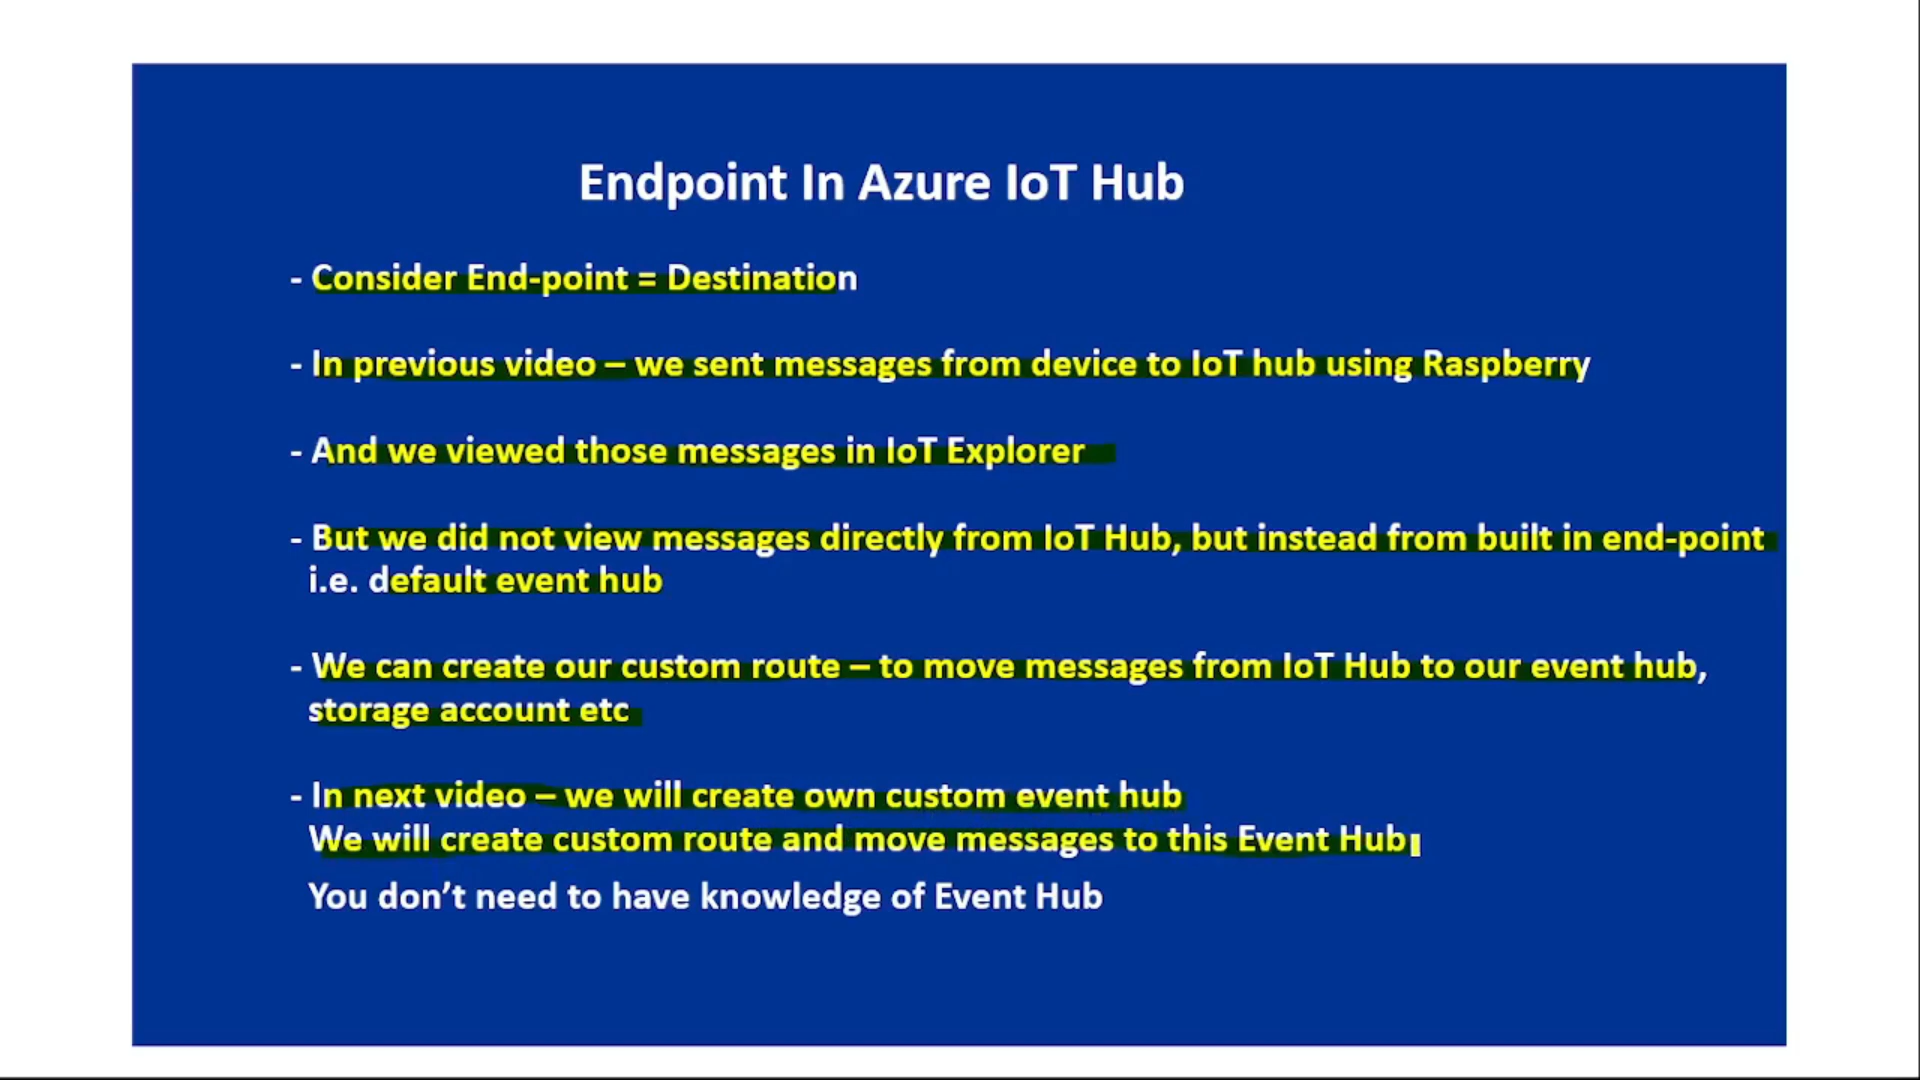 Endpoint In Azure IoT Hub
- Consider End-point = Destination
- In previous video – we sent messages from device to IoT hub using Raspberry
- And we viewed those messages in IoT Explorer
- But we did not view messages directly from IoT Hub, but instead from built in end-point
i.e. default event hub
- We can create our custom route – to move messages from IoT Hub to our event hub,
storage account etc
- In next video – we will create own custom event hub
We will create custom route and move messages to this Event Hub
You don’t need to have knowledge of Event Hub